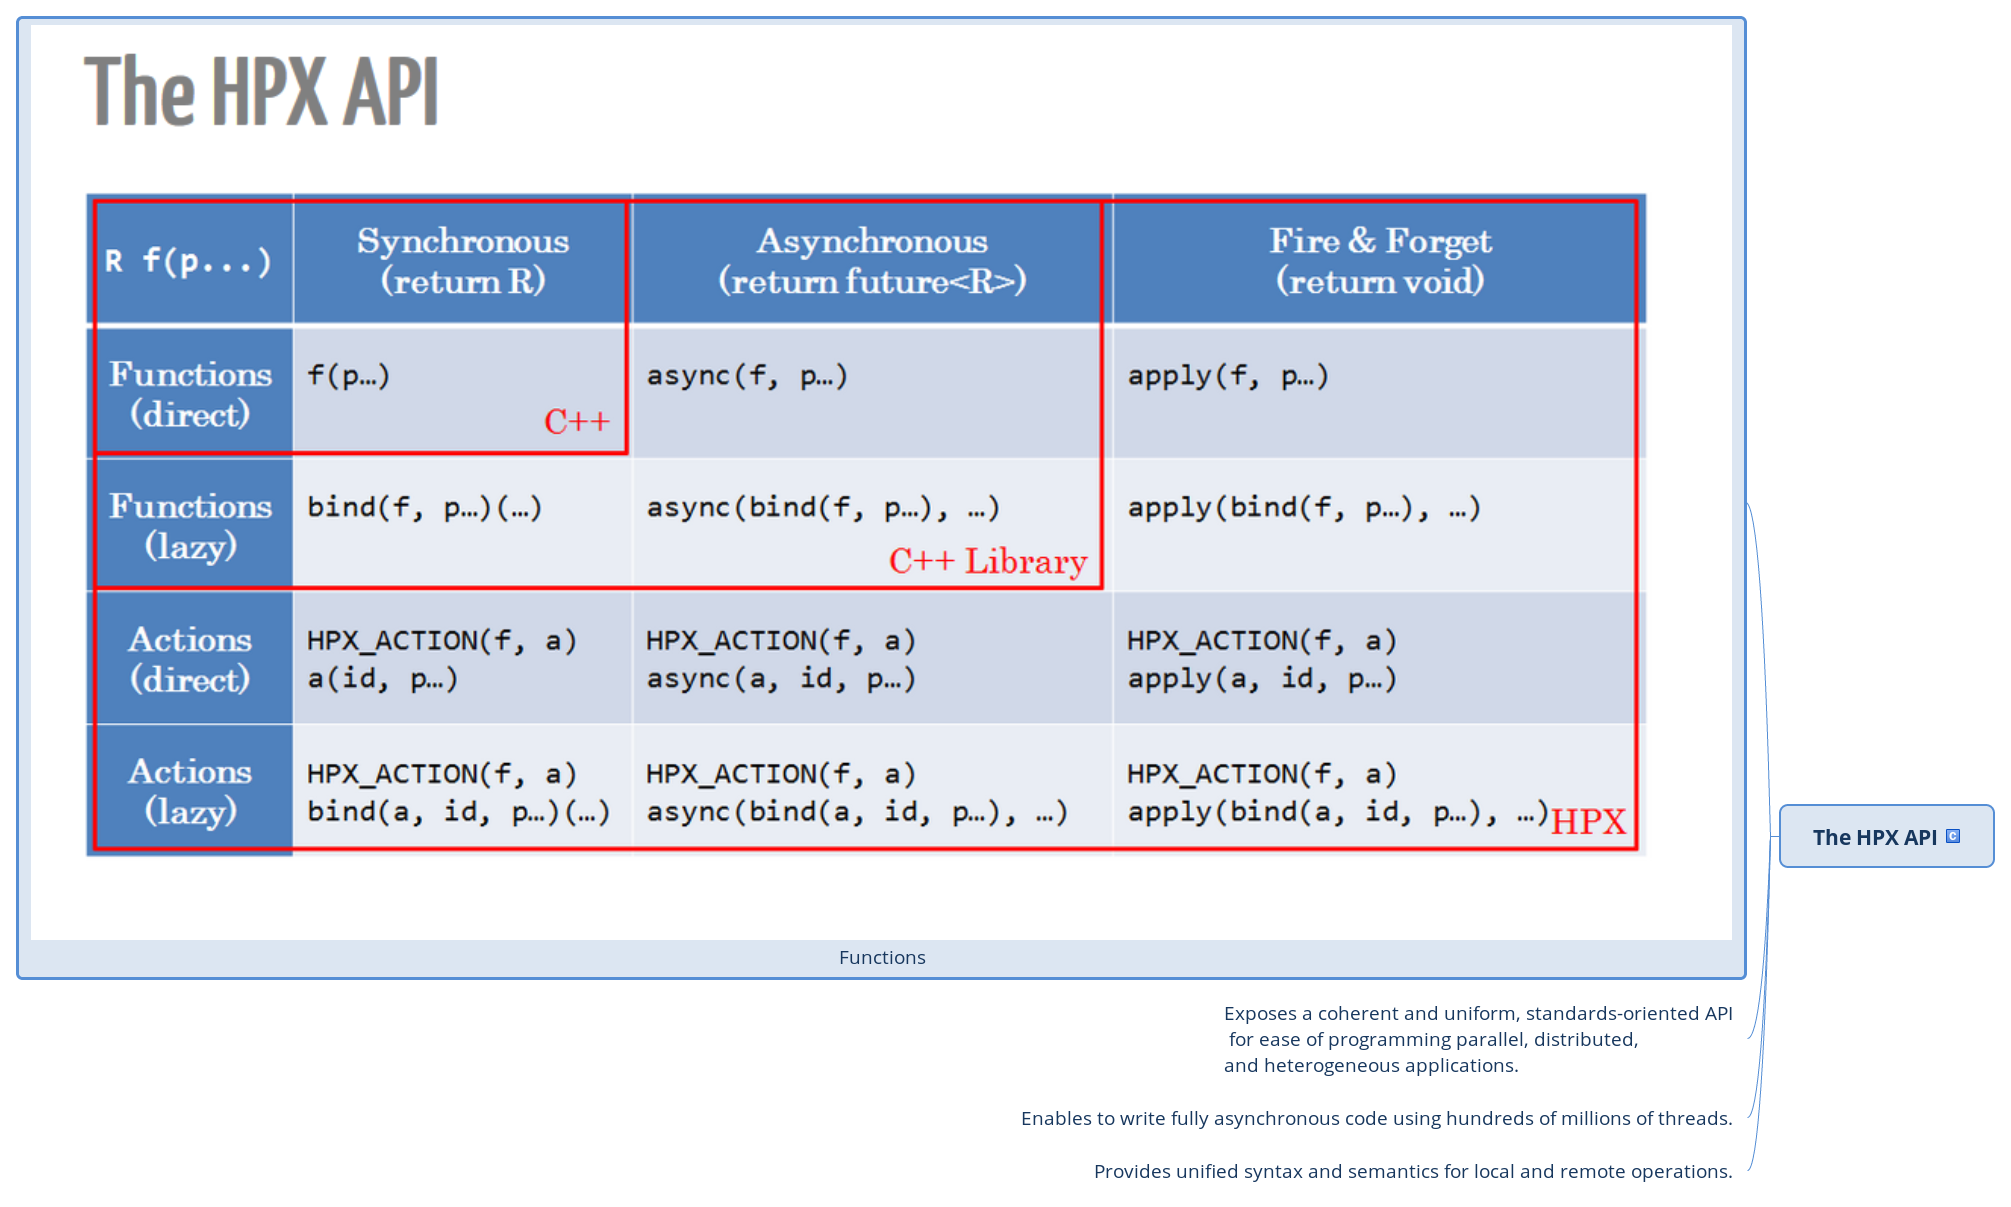 The HPX API
R f(p...)
Synchronous
(return R)
Asynchronous
(return future<R>)
Fire & Forget
(return void)
Functions
(direct)
f(p…)
C++
async(f, p…)
apply(f, p…)
Functions
(lazy)
bind(f, p…)(…)
async(bind(f, p…), …)
C++ Library
apply(bind(f, p…), …)
Actions
(direct)
HPX_ACTION(f, a)
a(id, p…)
HPX_ACTION(f, a)
async(a, id, p…)
HPX_ACTION(f, a)
apply(a, id, p…)
Actions
(lazy)
HPX_ACTION(f, a)
bind(a, id, p…)(…)
HPX_ACTION(f, a)
async(bind(a, id, p…), …)
HPX_ACTION(f, a)
apply(bind(a, id, p…), …)
HPX
Functions
The HPX API C
Exposes a coherent and uniform, standards-oriented API
for ease of programming parallel, distributed,
and heterogeneous applications.
Enables to write fully asynchronous code using hundreds of millions of threads.
Provides unified syntax and semantics for local and remote operations.